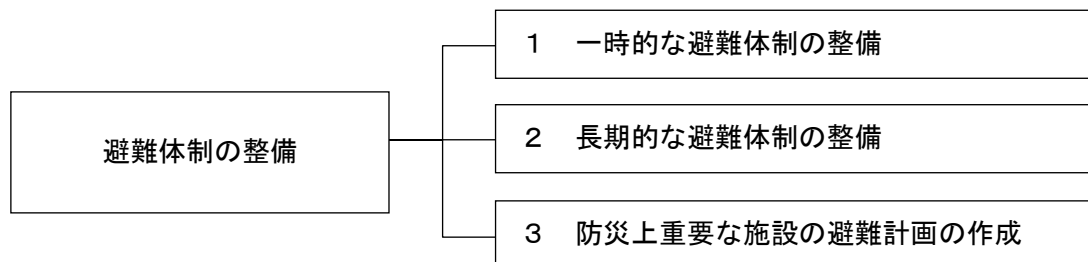 避難体制の整備
１　一時的な避難体制の整備
２　長期的な避難体制の整備
３　防災上重要な施設の避難計画の作成